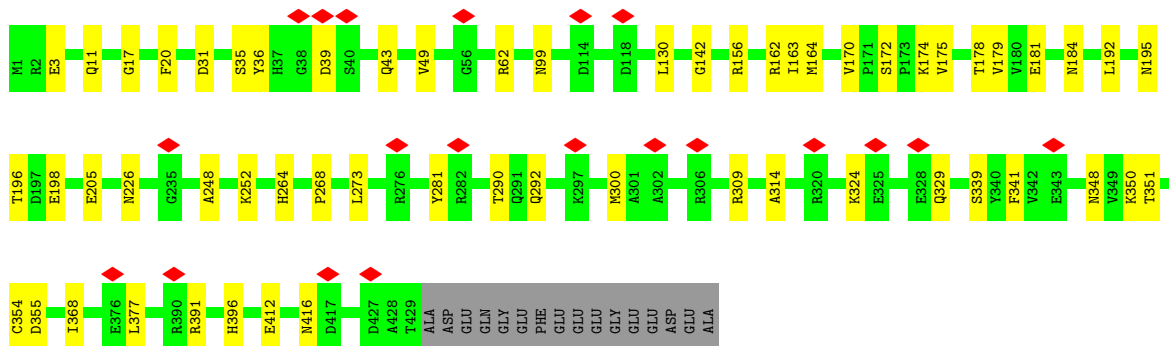 M1 R2 E3 Q11 G17 F20 D31 S35 Y36 H37 G38 D39 S40 Q43 V49 G56 R62 N99 D114 D118 L130 G142 R156 R162 I163 M164 V170 P171 S172 P173 K174 V175 T178 V179 V180 E181 N184 L192 N195
T196 D197 E198 E205 N226 G235 A248 K252 H264 P268 L273 R276 Y281 R282 T290 Q291 Q292 K297 M300 A301 A302 R306 R309 A314 R320 K324 E325 E328 Q329 S339 Y340 F341 V342 E343 N348 V349 K350 T351
C354 D355 I368 E376 L377 R390 R391 H396 E412 N416 D417 D427 A428 T429 ALA ASP GLU GLN GLY GLU PHE GLU GLU GLU GLY GLU GLU ASP GLU ALA